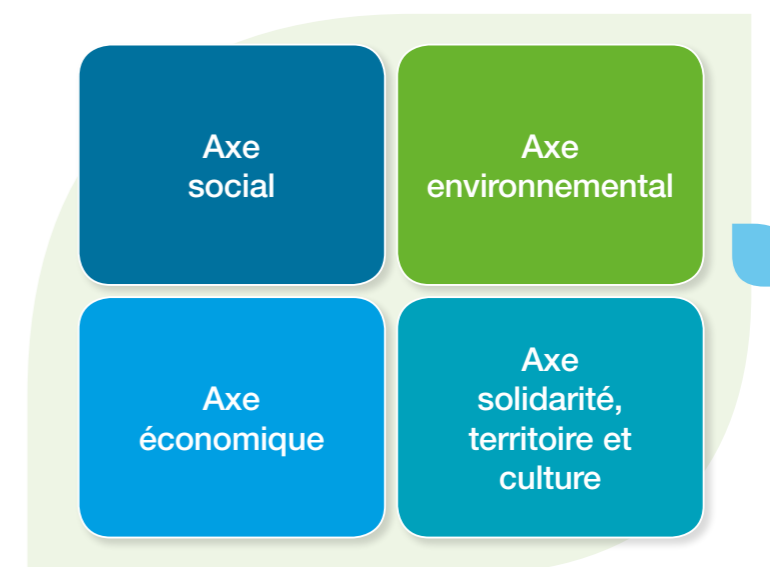 Axe
social
Axe
environnemental
Axe
économique
Axe
solidarité,
territoire et
culture